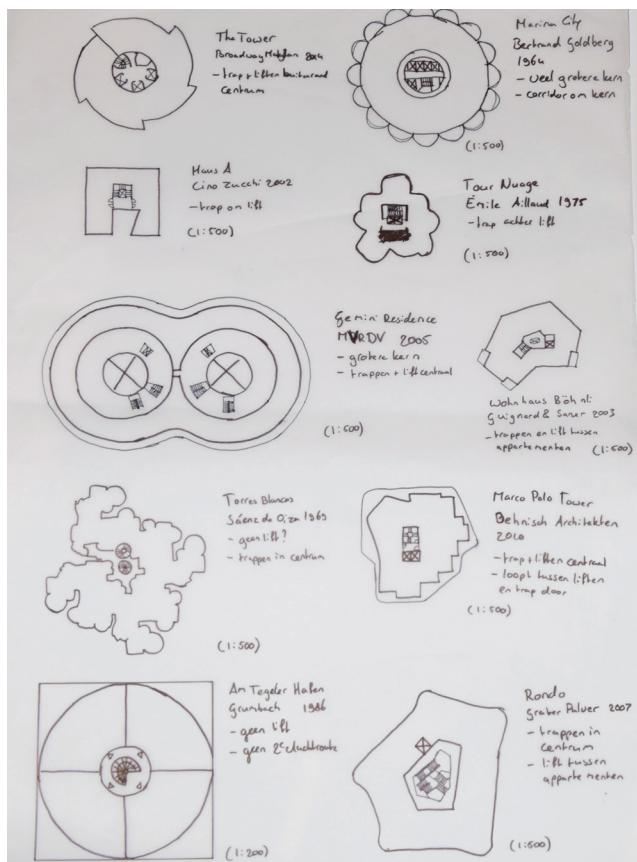 The Tower
Broadway 2004
- trap + liften
centrum
Marina City
Bertrand Goldberg
1964
- veel grotere kern
- corridor om kern
(1:500)
Haus A
Cino Zucchi 2002
- trap om lift
(1:500)
Tour Nuage
Émile Aillaud 1975
- trap achter lift
(1:500)
Gemini Residence
MVRDV 2005
- grotere kern
- trappen + lift centraal
(1:500)
Wohnhaus Böhnli
Guignard & Saner 2003
- trappen en lift tussen
appartementen (1:500)
Torres Blancas
Sáenz de Oiza 1969
- geen lift?
- trappen in centrum
(1:500)
Marco Polo Tower
Behnisch Architekten
2010
- trap + liften centraal
- loopt tussen liften
en trap door
(1:500)
Am Tegeler Hafen
Grumbach 1986
- geen lift
- geen 2e vluchtroute
(1:200)
Rondo
Graber Pulver 2007
- trappen in
centrum
- lift tussen
appartementen
(1:500)